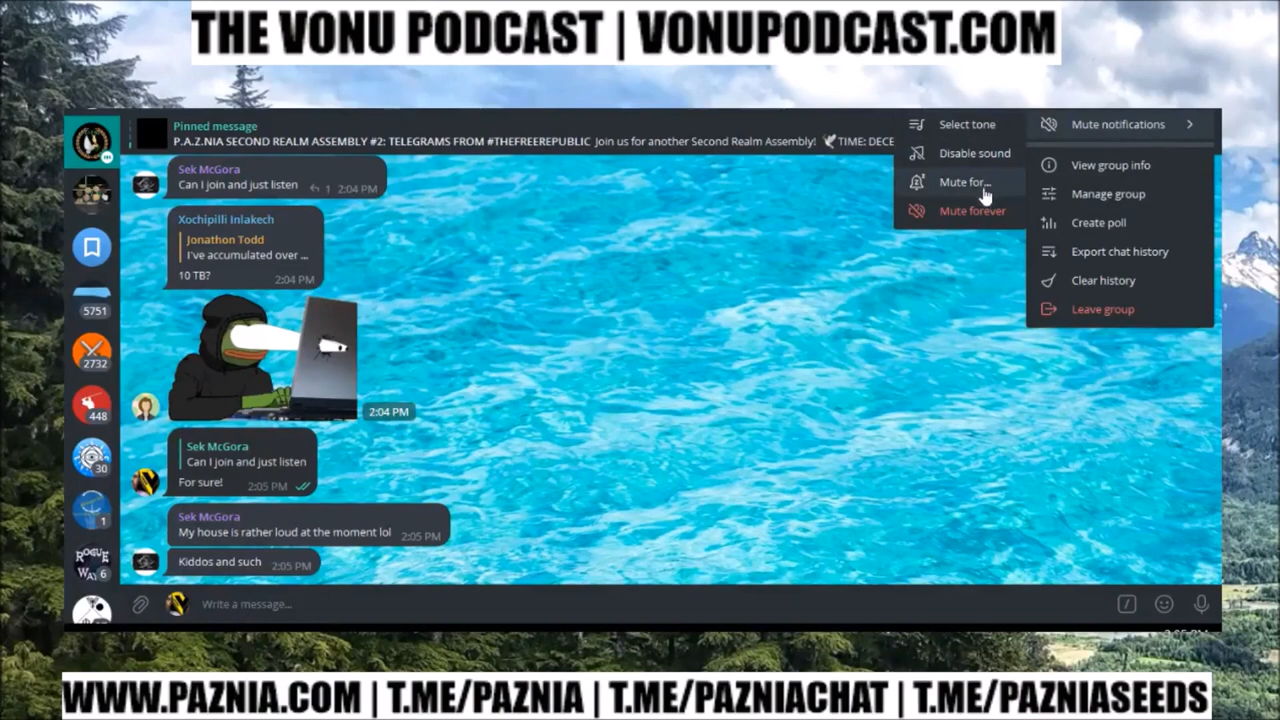 THE VONU PODCAST | VONUPODCAST.COM
Pinned message
P.A.Z.NIA SECOND REALM ASSEMBLY #2: TELEGRAMS FROM #THEFREEREPUBLIC Join us for another Second Realm Assembly! 🕊️TIME: DECE
Select tone
Disable sound
Mute for...
Mute forever
Mute notifications
View group info
Manage group
Create poll
Export chat history
Clear history
Leave group
Sek McGora
Can I join and just listen 1 2:04 PM
Xochipilli Inlakech
Jonathon Todd
I've accumulated over ...
10 TB? 2:04 PM
2:04 PM
Sek McGora
Can I join and just listen
For sure! 2:05 PM
Sek McGora
My house is rather loud at the moment lol 2:05 PM
Kiddos and such 2:05 PM
5751
2732
448
30
1
ROGUE
WAY 6
Write a message...
WWW.PAZNIA.COM | T.ME/PAZNIA | T.ME/PAZNIACHAT | T.ME/PAZNIASEEDS